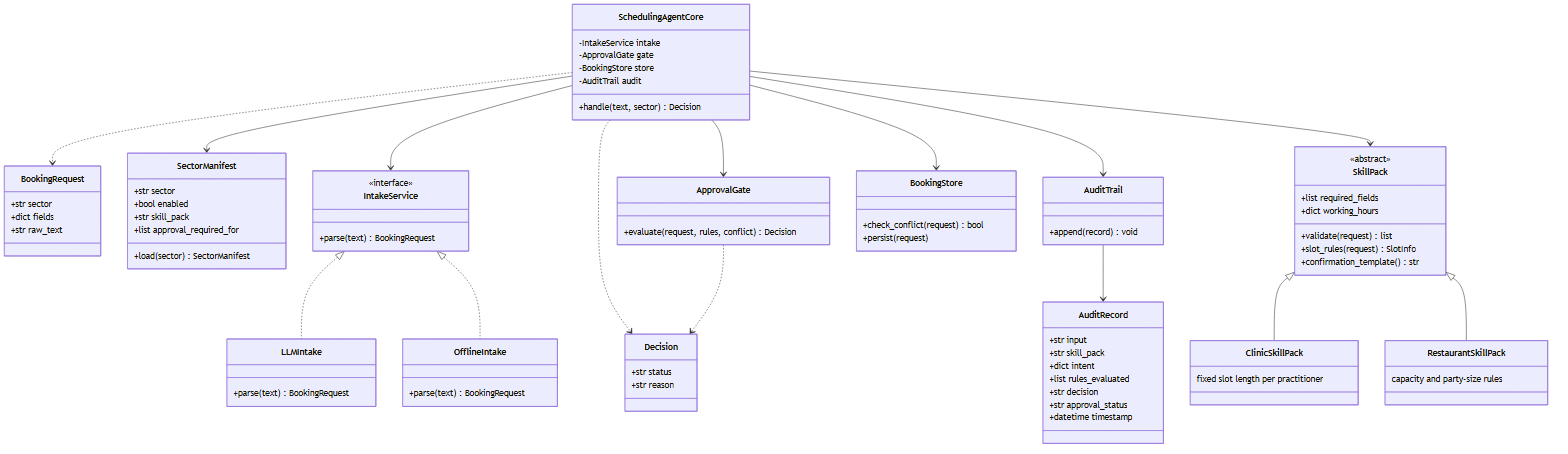 SchedulingAgentCore
-IntakeService intake
-ApprovalGate gate
-BookingStore store
-AuditTrail audit
+handle(text, sector) : Decision
BookingRequest
+str sector
+dict fields
+str raw_text
SectorManifest
+str sector
+bool enabled
+str skill_pack
+list approval_required_for
+load(sector) : SectorManifest
«interface»
IntakeService
+parse(text) : BookingRequest
ApprovalGate
+evaluate(request, rules, conflict) : Decision
BookingStore
+check_conflict(request) : bool
+persist(request)
AuditTrail
+append(record) : void
«abstract»
SkillPack
+list required_fields
+dict working_hours
+validate(request) : list
+slot_rules(request) : SlotInfo
+confirmation_template() : str
LLMIntake
+parse(text) : BookingRequest
OfflineIntake
+parse(text) : BookingRequest
Decision
+str status
+str reason
AuditRecord
+str input
+str skill_pack
+dict intent
+list rules_evaluated
+str decision
+str approval_status
+datetime timestamp
ClinicSkillPack
fixed slot length per practitioner
RestaurantSkillPack
capacity and party-size rules